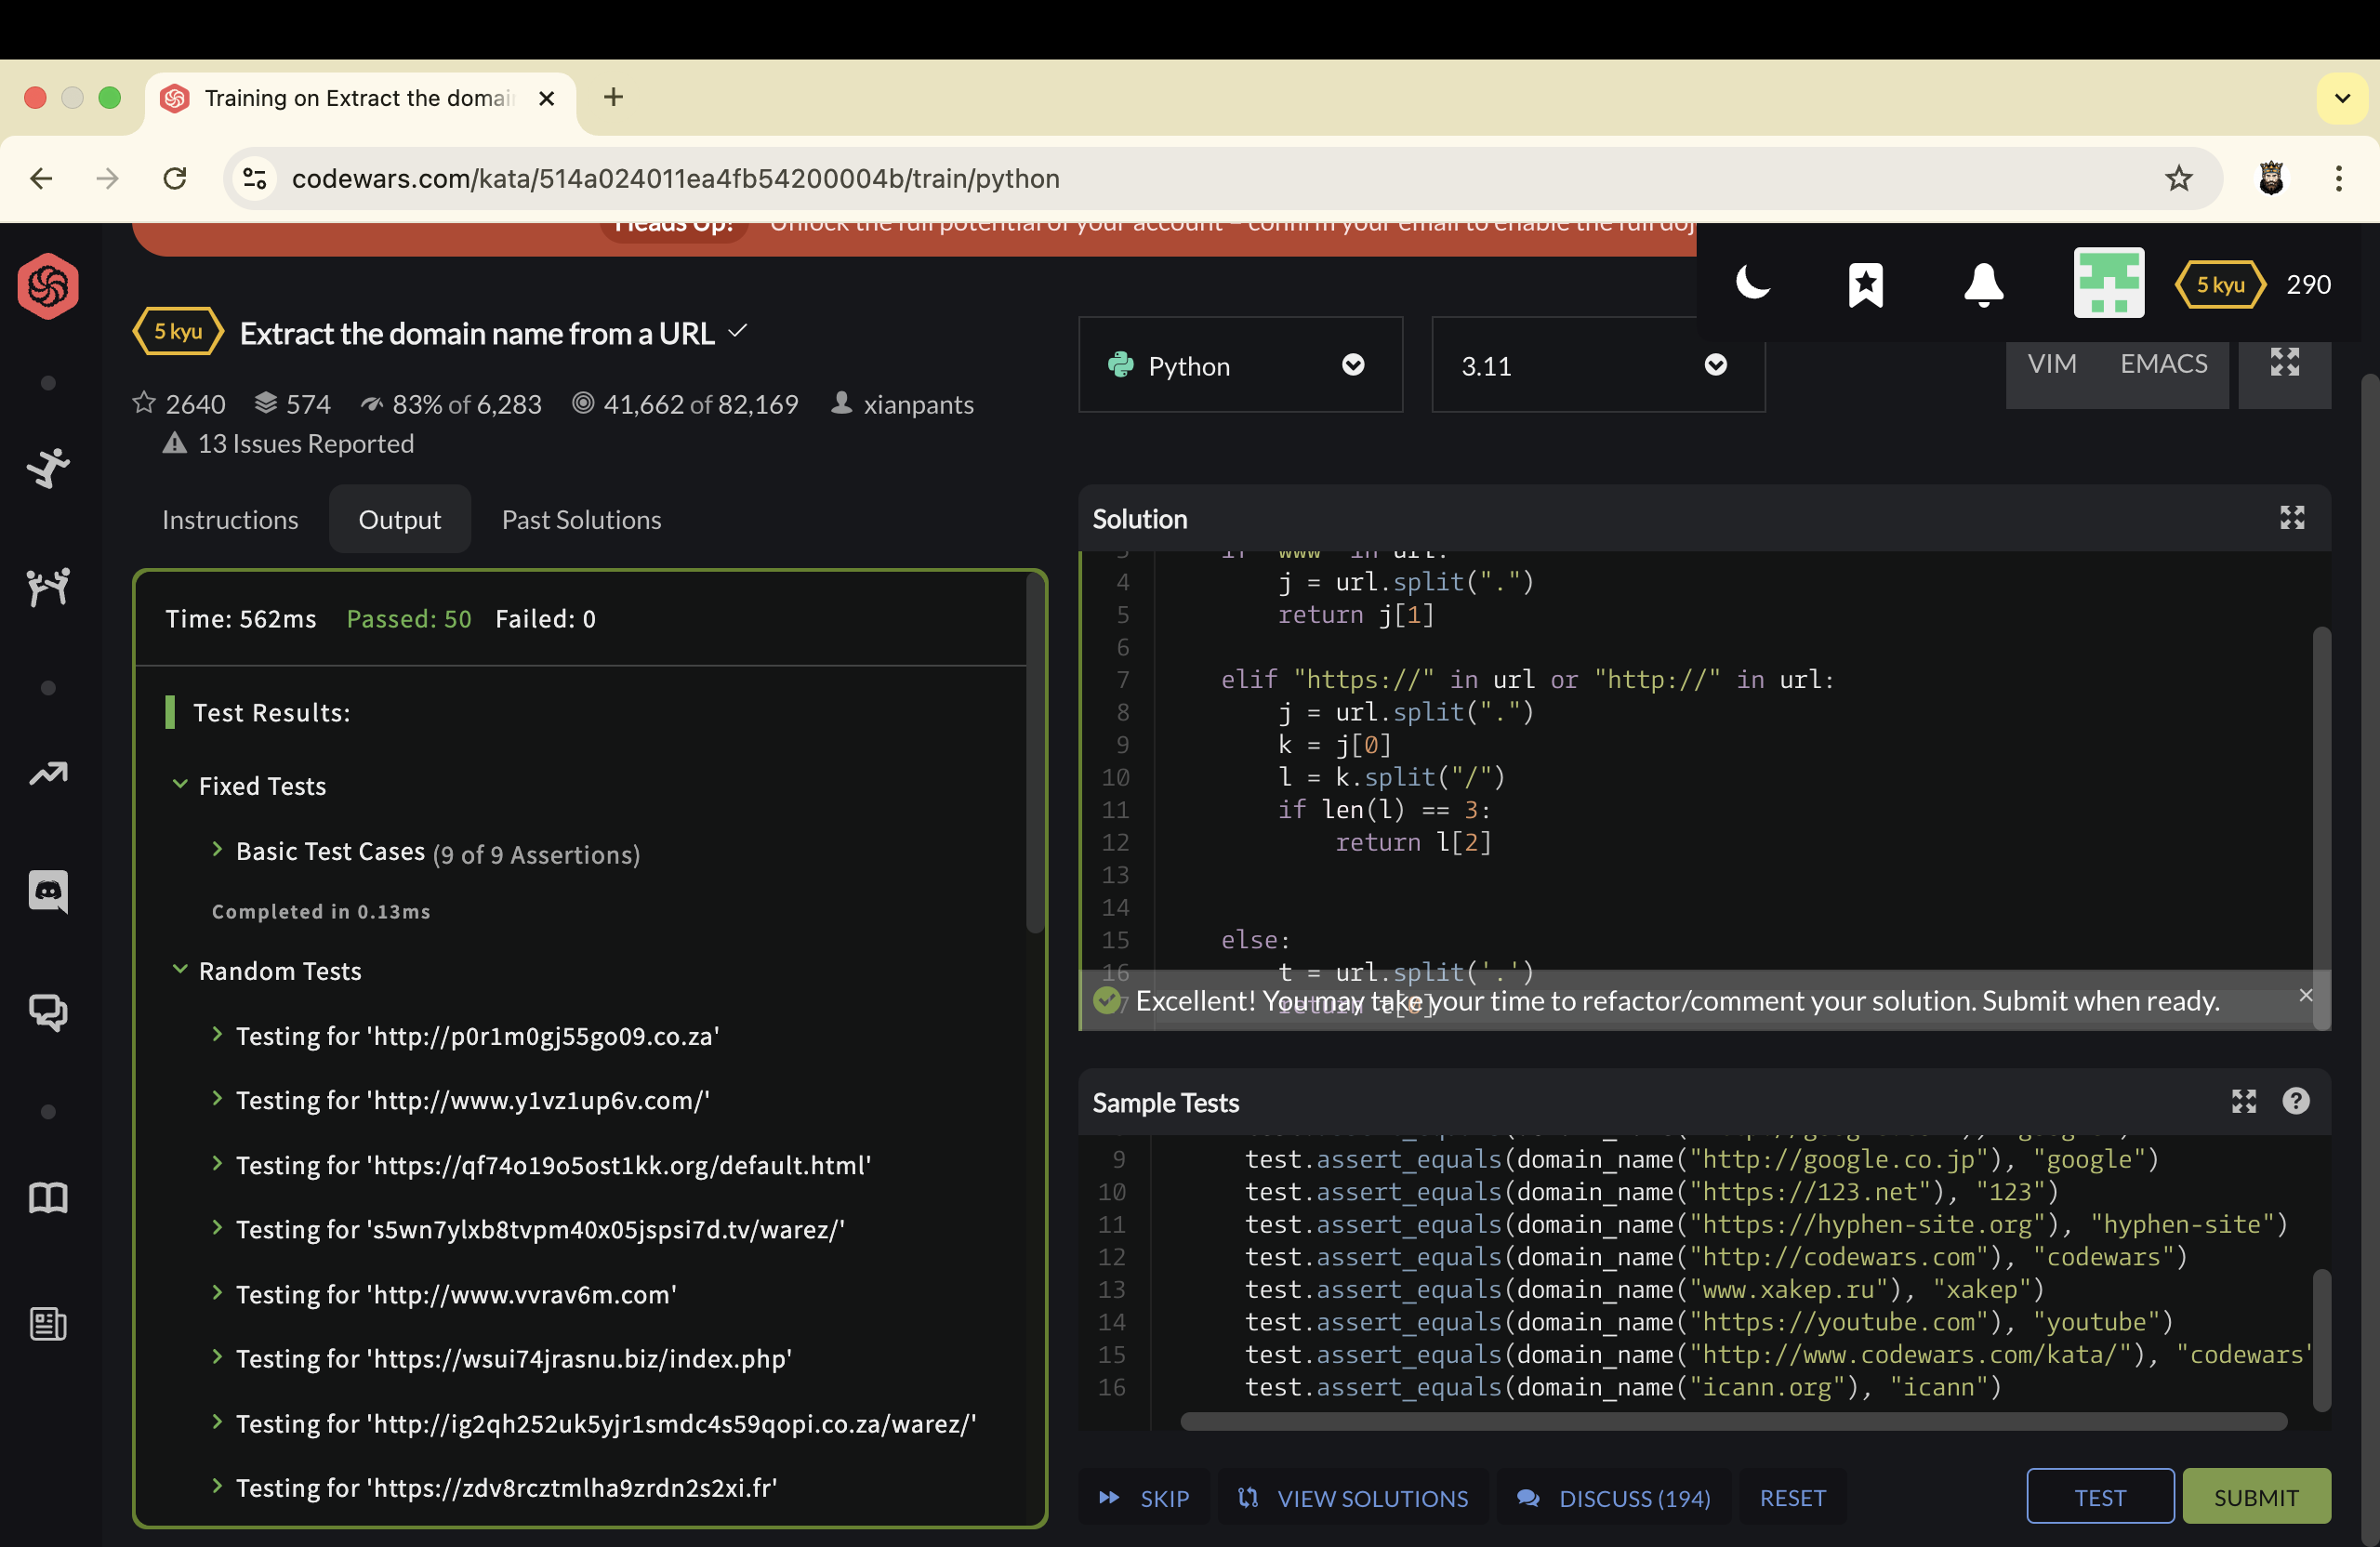 Training on Extract the domai
codewars.com/kata/514a024011ea4fb54200004b/train/python
Heads Up! Unlock the full potential of your account – confirm your email to enable the full doj
5 kyu 290
5 kyu Extract the domain name from a URL
2640 574 83% of 6,283 41,662 of 82,169 xianpants
13 Issues Reported
Python 3.11 VIM EMACS
Instructions Output Past Solutions
Time: 562ms Passed: 50 Failed: 0
Test Results:
Fixed Tests
Basic Test Cases (9 of 9 Assertions)
Completed in 0.13ms
Random Tests
Testing for 'http://p0r1m0gj55go09.co.za'
Testing for 'http://www.y1vz1up6v.com/'
Testing for 'https://qf74o19o5ost1kk.org/default.html'
Testing for 's5wn7ylxb8tvpm40x05jspsi7d.tv/warez/'
Testing for 'http://www.vvrav6m.com'
Testing for 'https://wsui74jrasnu.biz/index.php'
Testing for 'http://ig2qh252uk5yjr1smdc4s59qopi.co.za/warez/'
Testing for 'https://zdv8rcztmlha9zrdn2s2xi.fr'
Solution
3 if "www" in url:
4 j = url.split(".")
5 return j[1]
6
7 elif "https://" in url or "http://" in url:
8 j = url.split(".")
9 k = j[0]
10 l = k.split("/")
11 if len(l) == 3:
12 return l[2]
13
14
15 else:
16 t = url.split('.')
17 return t[0]
Excellent! You may take your time to refactor/comment your solution. Submit when ready.
Sample Tests
9 test.assert_equals(domain_name("http://google.co.jp"), "google")
10 test.assert_equals(domain_name("https://123.net"), "123")
11 test.assert_equals(domain_name("https://hyphen-site.org"), "hyphen-site")
12 test.assert_equals(domain_name("http://codewars.com"), "codewars")
13 test.assert_equals(domain_name("www.xakep.ru"), "xakep")
14 test.assert_equals(domain_name("https://youtube.com"), "youtube")
15 test.assert_equals(domain_name("http://www.codewars.com/kata/"), "codewars"
16 test.assert_equals(domain_name("icann.org"), "icann")
SKIP VIEW SOLUTIONS DISCUSS (194) RESET TEST SUBMIT